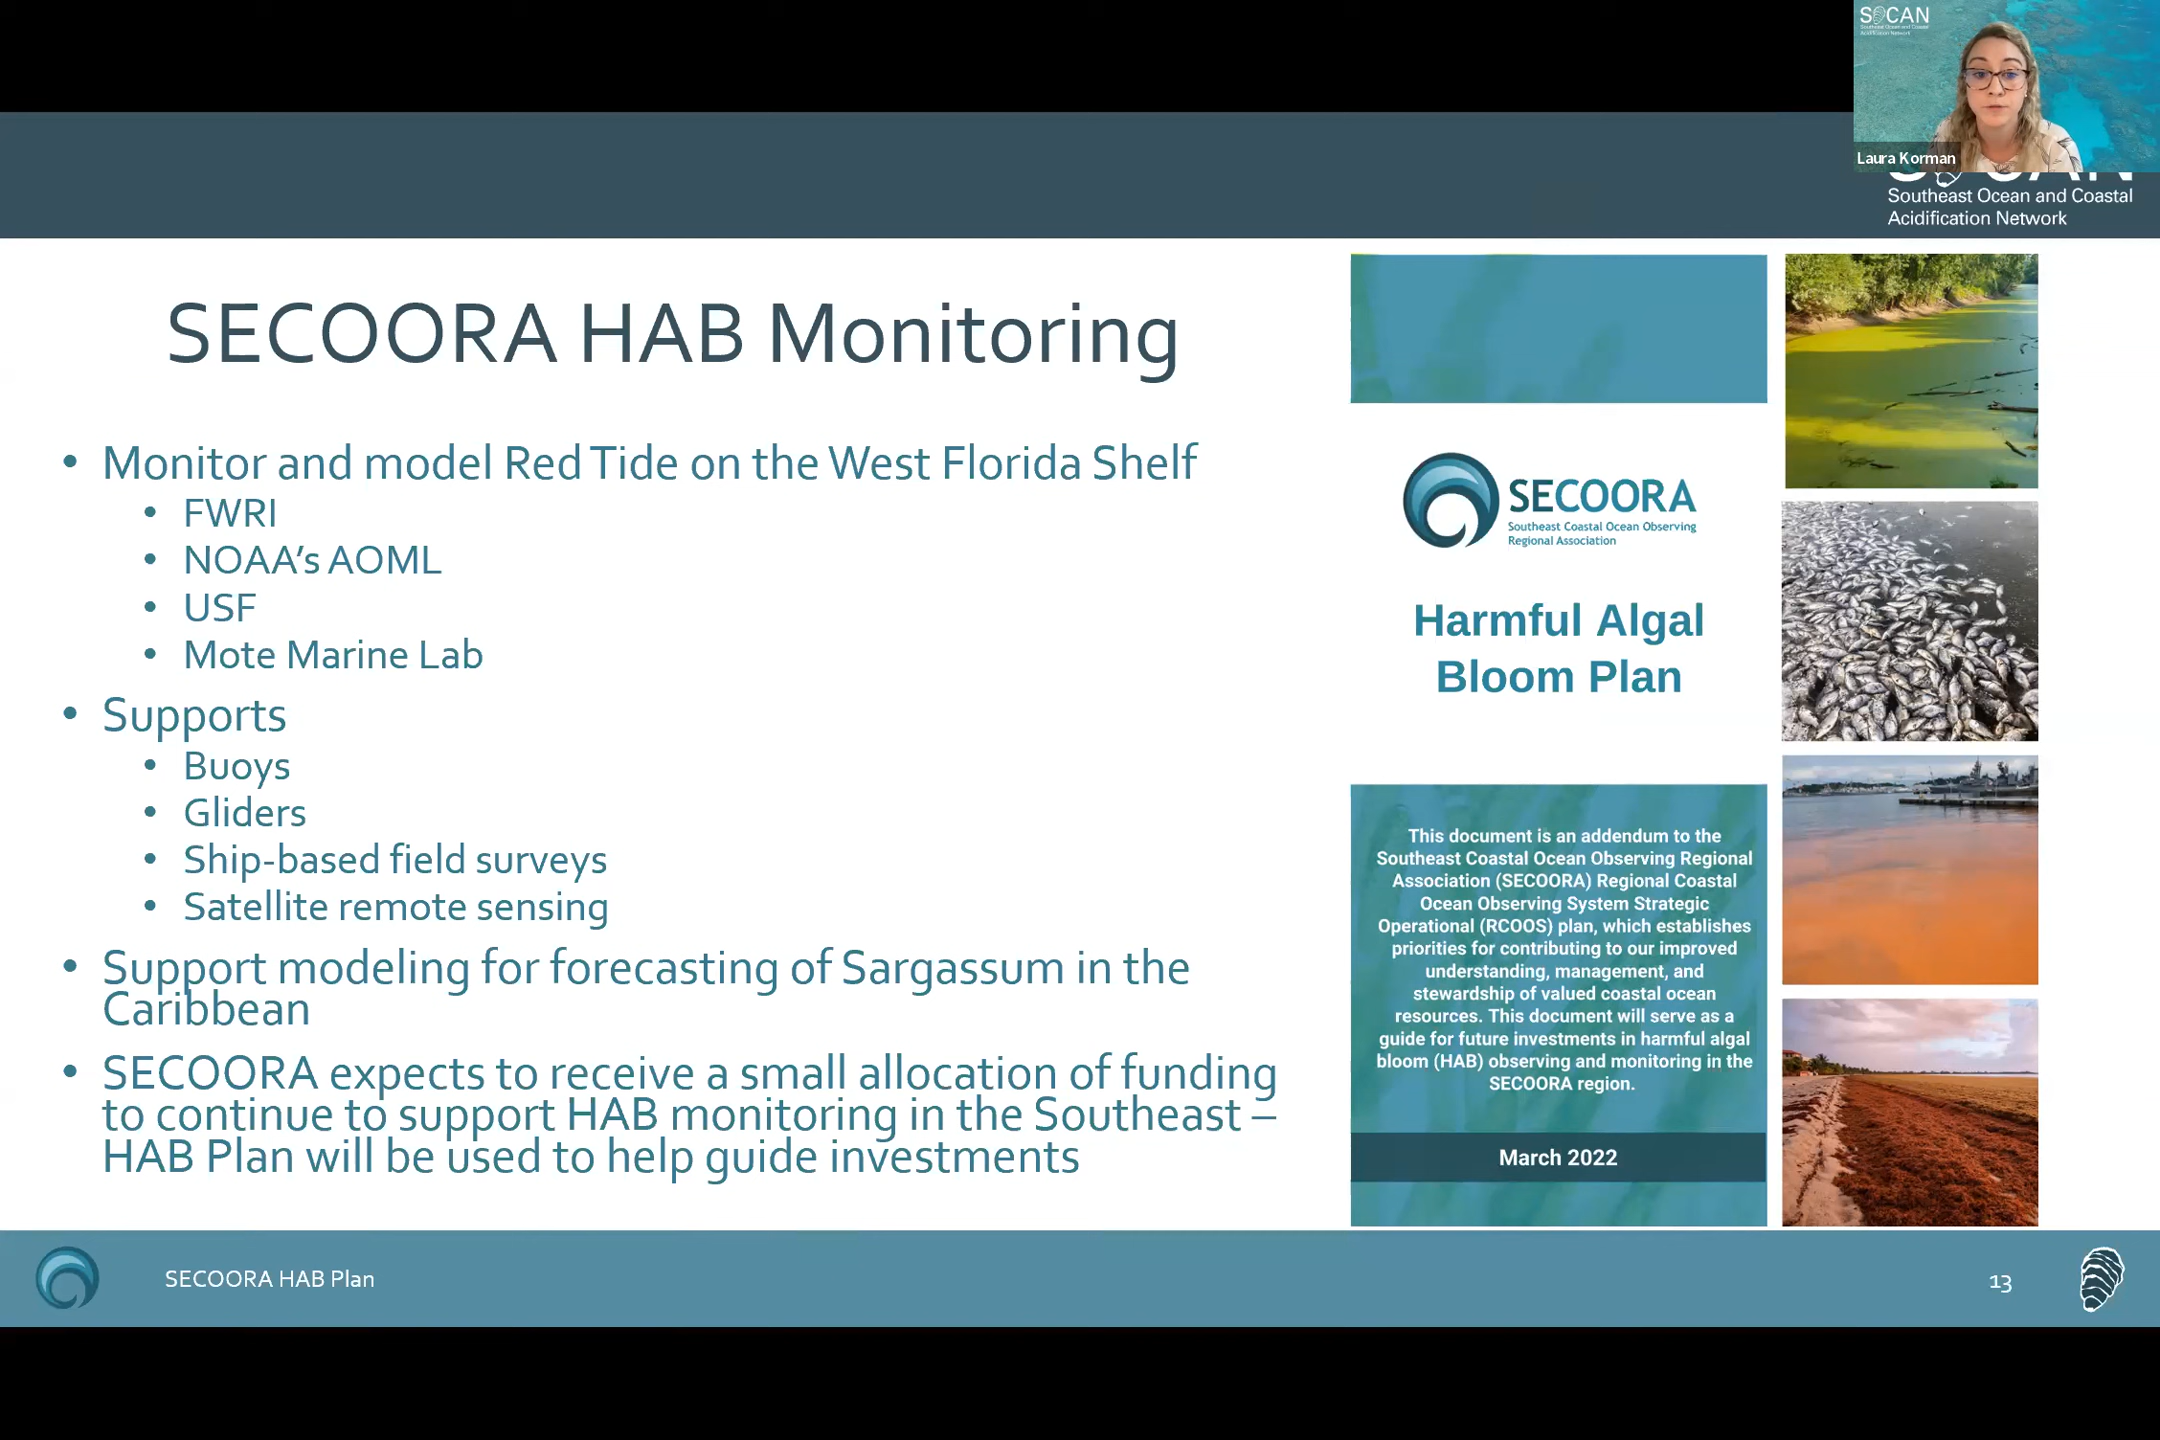 SOCAN
Southeast Ocean and Coastal
Acidification Network
Laura Korman
Southeast Ocean and Coastal
Acidification Network
SECOORA HAB Monitoring
• Monitor and model Red Tide on the West Florida Shelf
• FWRI
• NOAA’s AOML
• USF
• Mote Marine Lab
• Supports
• Buoys
• Gliders
• Ship-based field surveys
• Satellite remote sensing
• Support modeling for forecasting of Sargassum in the
Caribbean
• SECOORA expects to receive a small allocation of funding
to continue to support HAB monitoring in the Southeast –
HAB Plan will be used to help guide investments
SECOORA
Southeast Coastal Ocean Observing
Regional Association
Harmful Algal
Bloom Plan
This document is an addendum to the
Southeast Coastal Ocean Observing Regional
Association (SECOORA) Regional Coastal
Ocean Observing System Strategic
Operational (RCOOS) plan, which establishes
priorities for contributing to our improved
understanding, management, and
stewardship of valued coastal ocean
resources. This document will serve as a
guide for future investments in harmful algal
bloom (HAB) observing and monitoring in the
SECOORA region.
March 2022
SECOORA HAB Plan
13